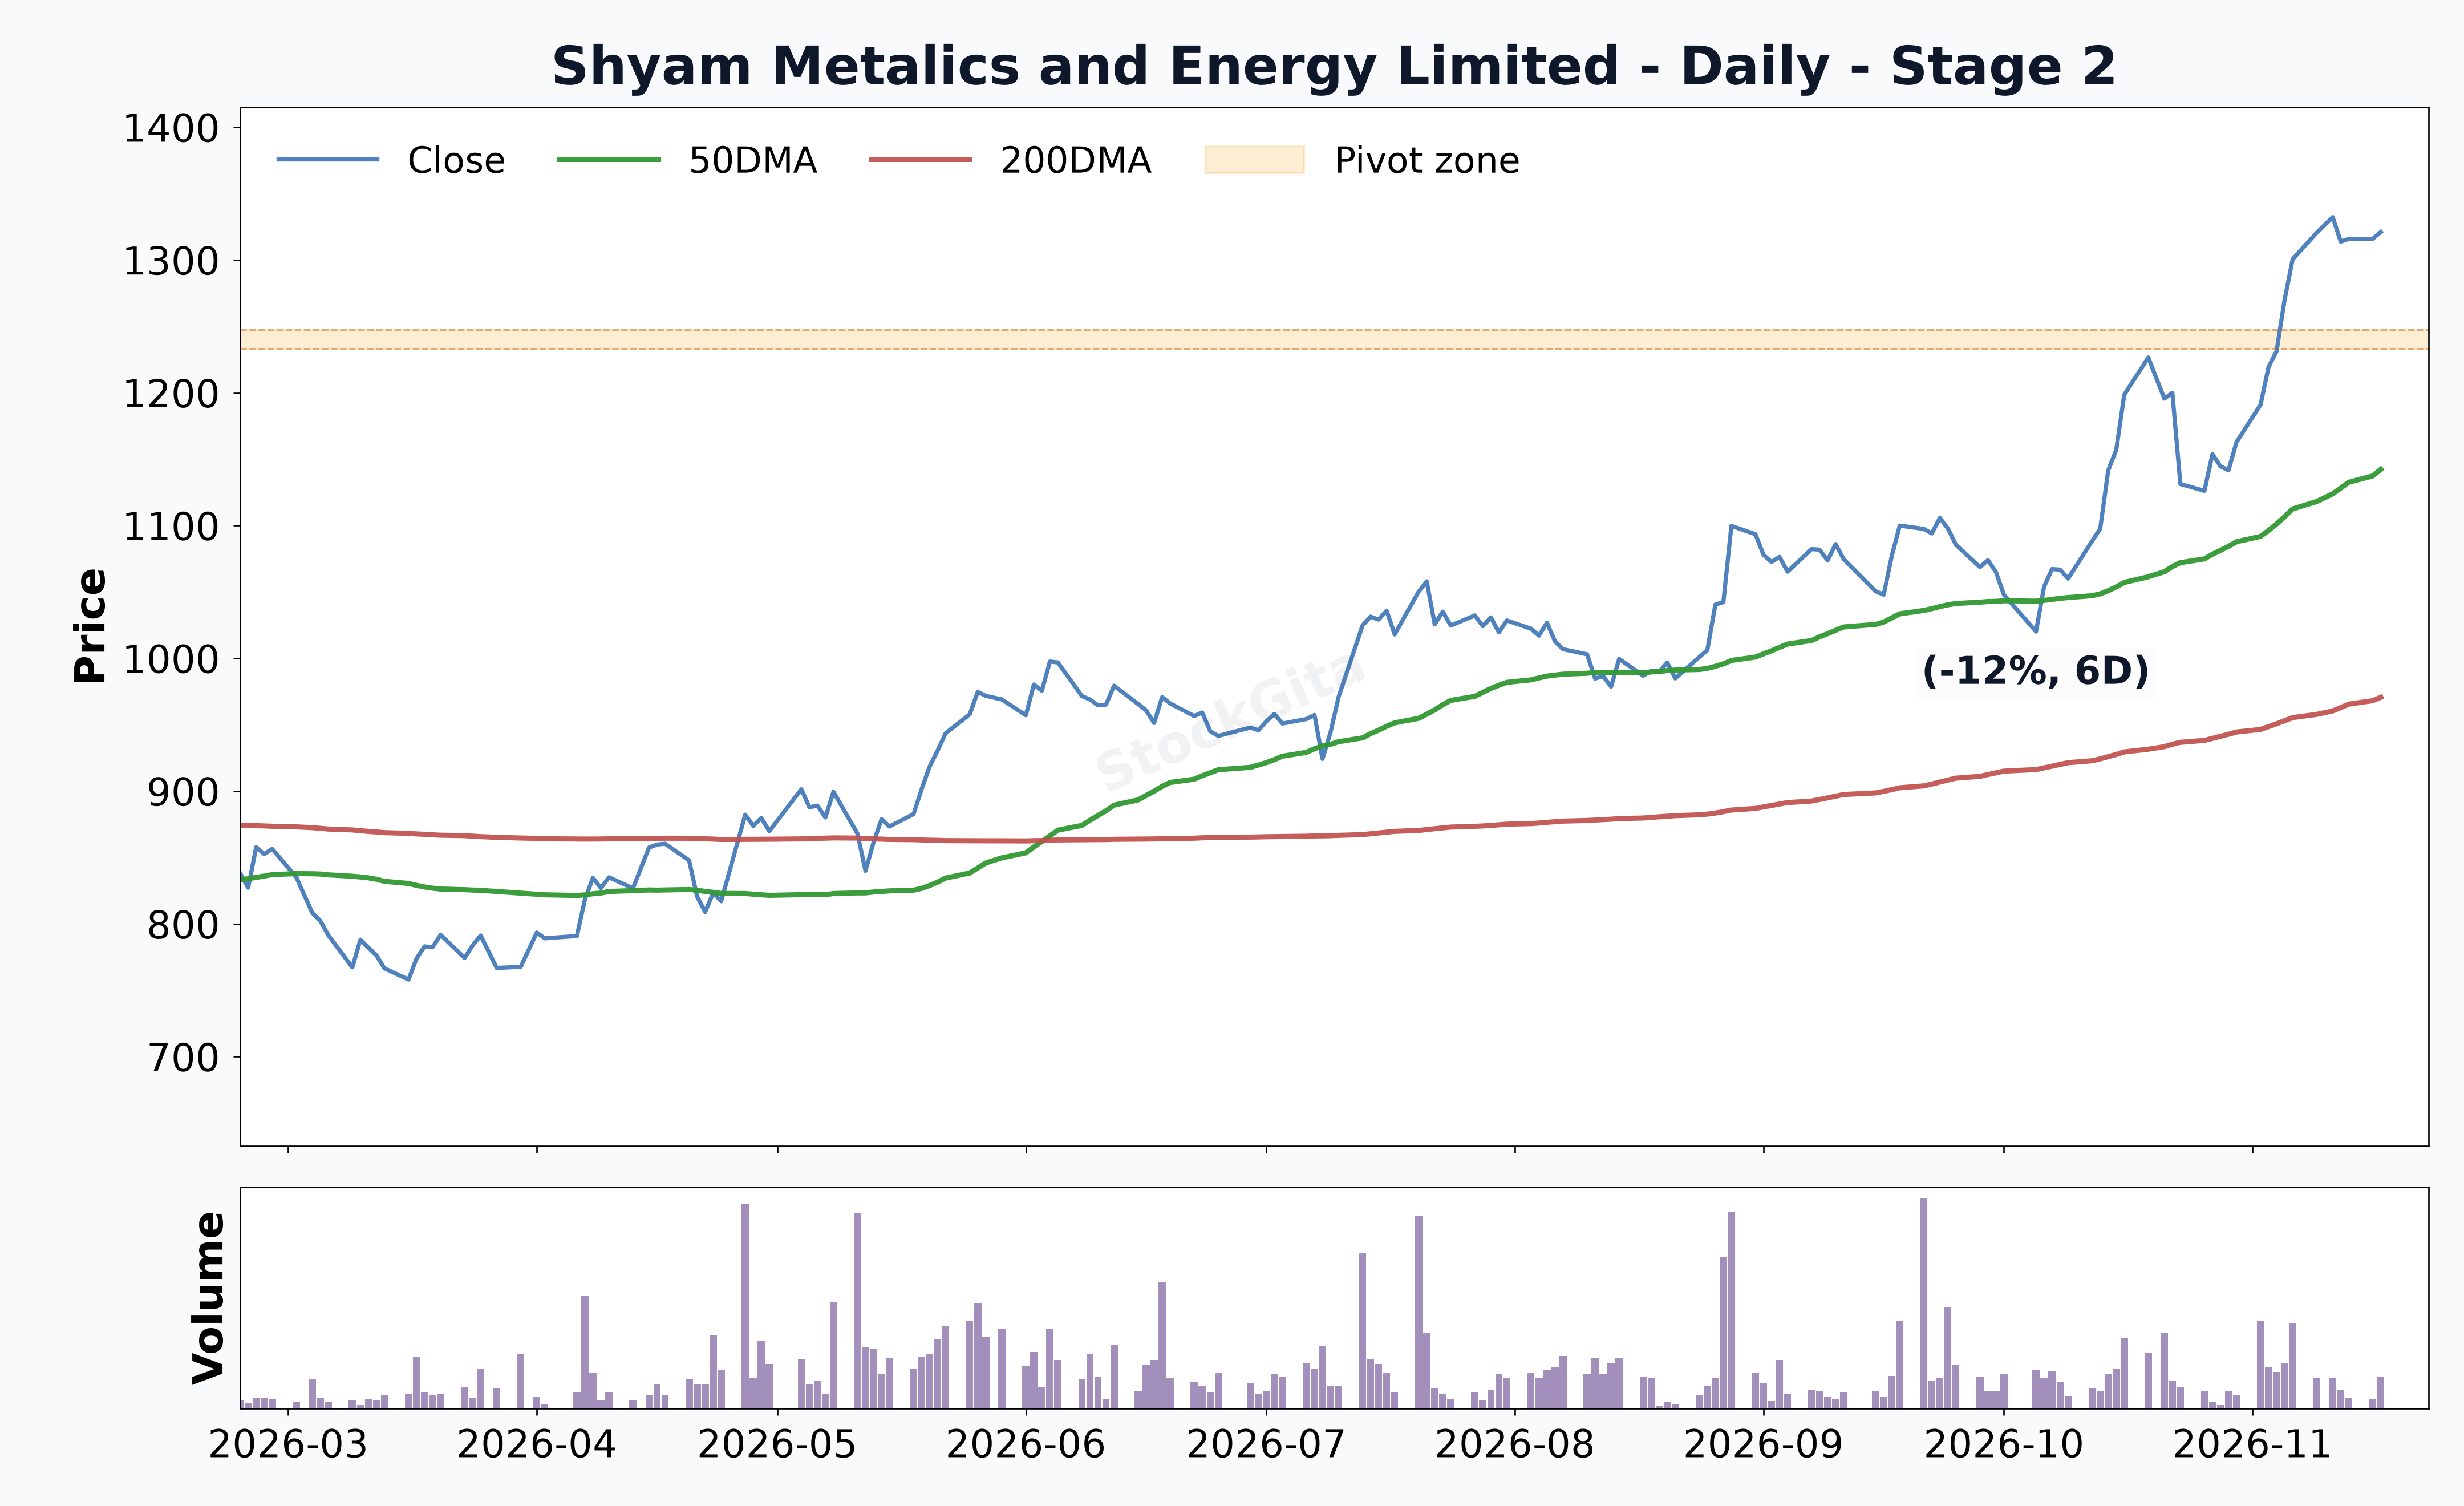 Shyam Metalics and Energy Limited - Daily - Stage 2
Close 50DMA 200DMA Pivot zone
1400
1300
1200
1100
1000
900
800
700
Price
(-12%, 6D)
StockGita
Volume
2026-03 2026-04 2026-05 2026-06 2026-07 2026-08 2026-09 2026-10 2026-11